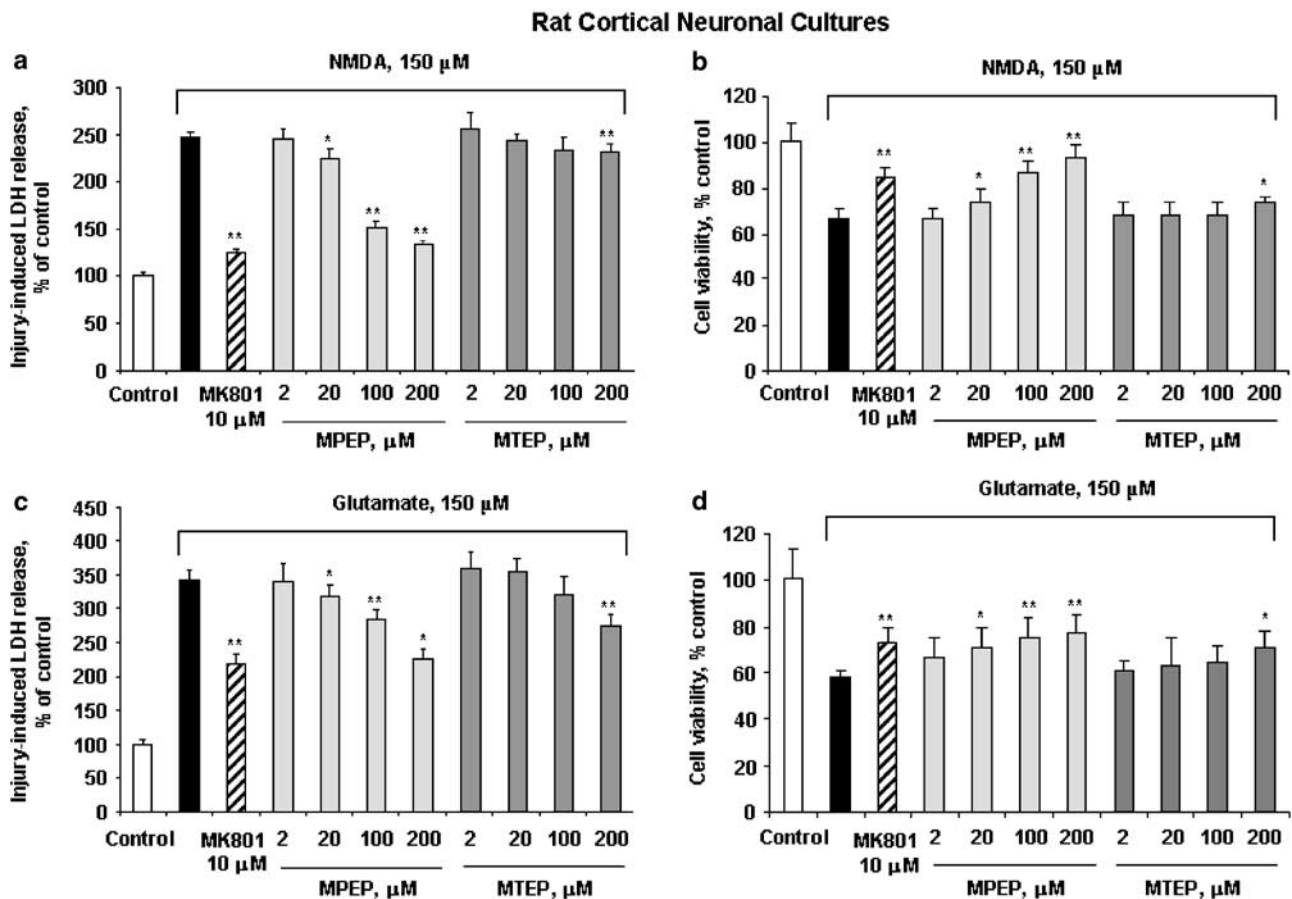 Rat Cortical Neuronal Cultures
a
NMDA, 150 μM
Injury-induced LDH release,
% of control
300
250
200
150
100
50
0
* ** ** **
**
Control
MK801
10 μM
2 20 100 200
MPEP, μM
2 20 100 200
MTEP, μM
b
NMDA, 150 μM
Cell viability, % control
120
100
80
60
40
20
0
** * ** ** *
Control
MK801
10 μM
2 20 100 200
MPEP, μM
2 20 100 200
MTEP, μM
c
Glutamate, 150 μM
Injury-induced LDH release,
% of control
450
400
350
300
250
200
150
100
50
0
** * ** * **
Control
MK801
10 μM
2 20 100 200
MPEP, μM
2 20 100 200
MTEP, μM
d
Glutamate, 150 μM
Cell viability, % control
120
100
80
60
40
20
0
** * ** ** *
Control
MK801
10 μM
2 20 100 200
MPEP, μM
2 20 100 200
MTEP, μM